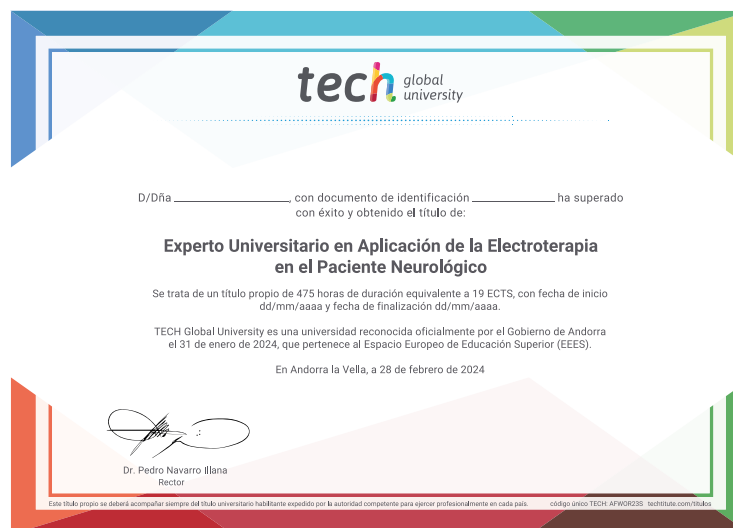 tech global university
D/Dña ____________________, con documento de identificación ______________ ha superado
con éxito y obtenido el título de:
Experto Universitario en Aplicación de la Electroterapia
en el Paciente Neurológico
Se trata de un título propio de 475 horas de duración equivalente a 19 ECTS, con fecha de inicio
dd/mm/aaaa y fecha de finalización dd/mm/aaaa.
TECH Global University es una universidad reconocida oficialmente por el Gobierno de Andorra
el 31 de enero de 2024, que pertenece al Espacio Europeo de Educación Superior (EEES).
En Andorra la Vella, a 28 de febrero de 2024
Dr. Pedro Navarro Illana
Rector
Este título propio se deberá acompañar siempre del título universitario habilitante expedido por la autoridad competente para ejercer profesionalmente en cada país. código único TECH: AFWOR23S techtitute.com/titulos